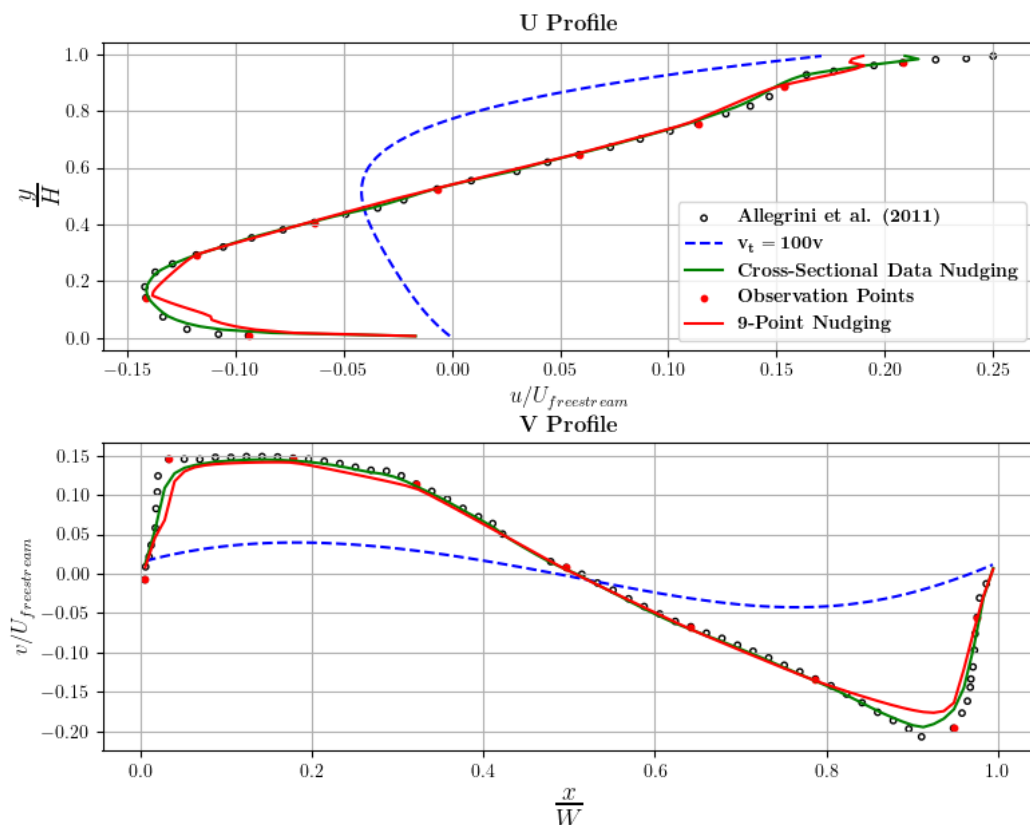 U Profile
1.0
0.8
0.6
0.4
0.2
0.0
y/H
−0.15 −0.10 −0.05 0.00 0.05 0.10 0.15 0.20 0.25
u/U_freestream
Allegrini et al. (2011)
v_t = 100v
Cross-Sectional Data Nudging
Observation Points
9-Point Nudging
V Profile
0.15
0.10
0.05
0.00
−0.05
−0.10
−0.15
−0.20
v/U_freestream
0.0 0.2 0.4 0.6 0.8 1.0
x/W